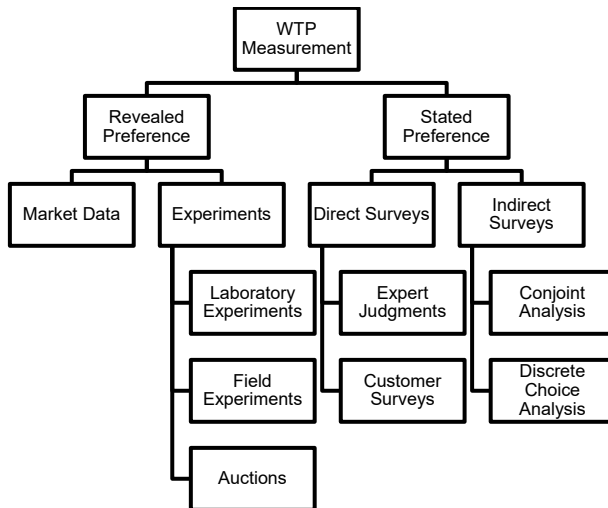 WTP
Measurement
Revealed
Preference
Stated
Preference
Market Data
Experiments
Direct Surveys
Indirect
Surveys
Laboratory
Experiments
Expert
Judgments
Conjoint
Analysis
Field
Experiments
Customer
Surveys
Discrete
Choice
Analysis
Auctions